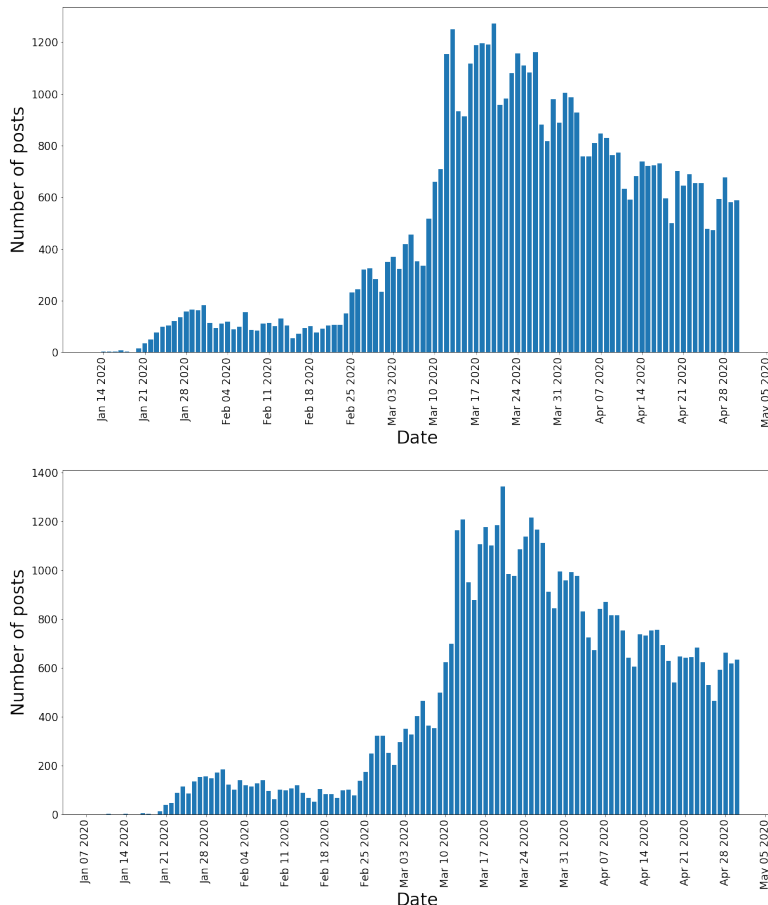 1200
1000
800
600
400
200
0
Number of posts
Jan 14 2020
Jan 21 2020
Jan 28 2020
Feb 04 2020
Feb 11 2020
Feb 18 2020
Feb 25 2020
Mar 03 2020
Mar 10 2020
Mar 17 2020
Mar 24 2020
Mar 31 2020
Apr 07 2020
Apr 14 2020
Apr 21 2020
Apr 28 2020
May 05 2020
Date
1400
1200
1000
800
600
400
200
0
Number of posts
Jan 07 2020
Jan 14 2020
Jan 21 2020
Jan 28 2020
Feb 04 2020
Feb 11 2020
Feb 18 2020
Feb 25 2020
Mar 03 2020
Mar 10 2020
Mar 17 2020
Mar 24 2020
Mar 31 2020
Apr 07 2020
Apr 14 2020
Apr 21 2020
Apr 28 2020
May 05 2020
Date